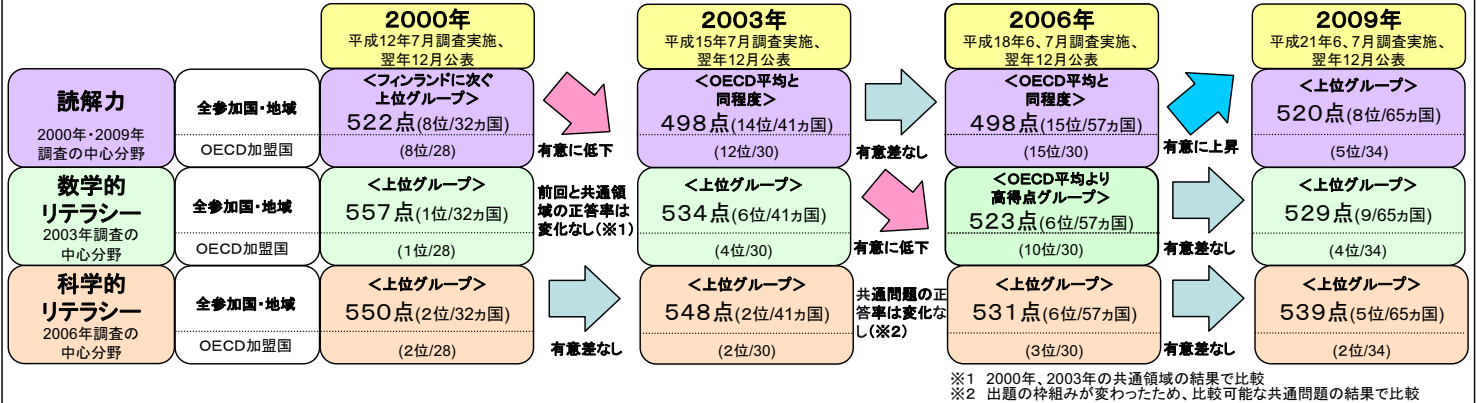 2000年
平成12年7月調査実施、
翌年12月公表
2003年
平成15年7月調査実施、
翌年12月公表
2006年
平成18年6、7月調査実施、
翌年12月公表
2009年
平成21年6、7月調査実施、
翌年12月公表
読解力
2000年・2009年
調査の中心分野
全参加国・地域
OECD加盟国
<フィンランドに次ぐ
上位グループ>
522点(8位/32ヵ国)
(8位/28)
有意に低下
<OECD平均と
同程度>
498点(14位/41ヵ国)
(12位/30)
有意差なし
<OECD平均と
同程度>
498点(15位/57ヵ国)
(15位/30)
有意に上昇
<上位グループ>
520点(8位/65ヵ国)
(5位/34)
数学的
リテラシー
2003年調査の
中心分野
全参加国・地域
OECD加盟国
<上位グループ>
557点(1位/32ヵ国)
(1位/28)
前回と共通領
域の正答率は
変化なし(※1)
<上位グループ>
534点(6位/41ヵ国)
(4位/30)
有意に低下
<OECD平均より
高得点グループ>
523点(6位/57ヵ国)
(10位/30)
有意差なし
<上位グループ>
529点(9/65ヵ国)
(4位/34)
科学的
リテラシー
2006年調査の
中心分野
全参加国・地域
OECD加盟国
<上位グループ>
550点(2位/32ヵ国)
(2位/28)
有意差なし
<上位グループ>
548点(2位/41ヵ国)
(2位/30)
共通問題の正
答率は変化な
し(※2)
<上位グループ>
531点(6位/57ヵ国)
(3位/30)
有意差なし
<上位グループ>
539点(5位/65ヵ国)
(2位/34)
※1 2000年、2003年の共通領域の結果で比較
※2 出題の枠組みが変わったため、比較可能な共通問題の結果で比較